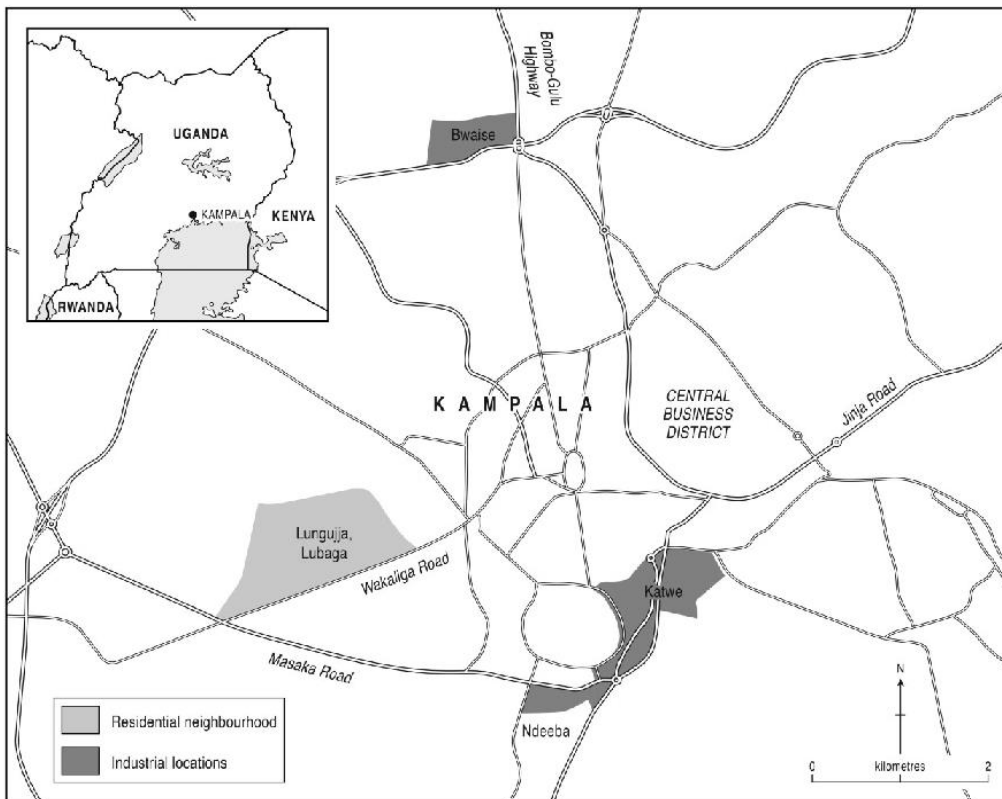 UGANDA
KAMPALA
KENYA
RWANDA
Bombo-Gulu
Highway
Bwaise
K A M P A L A
CENTRAL
BUSINESS
DISTRICT
Jinja Road
Lungujja,
Lubaga
Wakaliga Road
Katwe
Masaka Road
Ndeeba
Residential neighbourhood
Industrial locations
N
0 kilometres 2